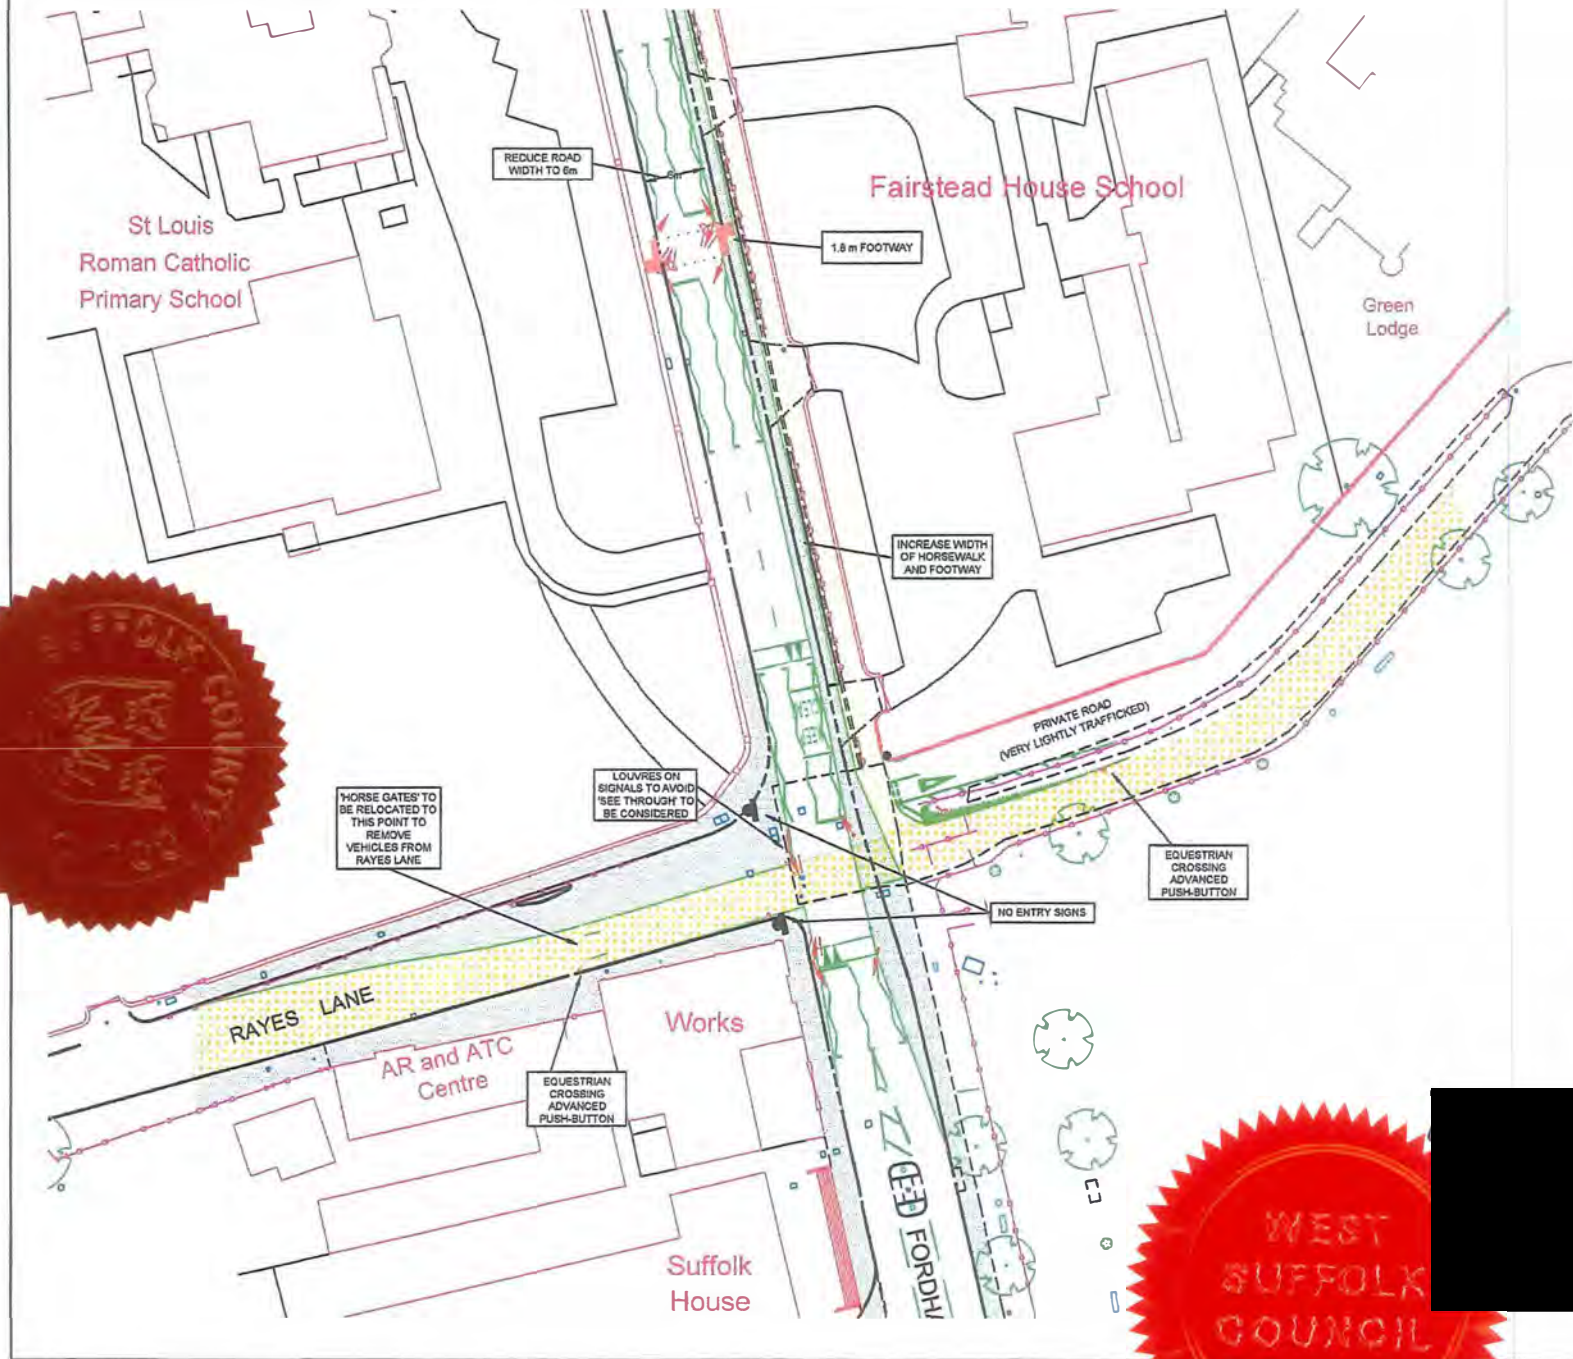 REDUCE ROAD
WIDTH TO 6m
6m
Fairstead House School
1.8 m FOOTWAY
St Louis
Roman Catholic
Primary School
Green
Lodge
INCREASE WIDTH
OF HORSEWALK
AND FOOTWAY
PRIVATE ROAD
(VERY LIGHTLY TRAFFICKED)
LOUVRES ON
SIGNALS TO AVOID
'SEE THROUGH' TO
BE CONSIDERED
'HORSE GATES' TO
BE RELOCATED TO
THIS POINT TO
REMOVE
VEHICLES FROM
RAYES LANE
EQUESTRIAN
CROSSING
ADVANCED
PUSH-BUTTON
NO ENTRY SIGNS
RAYES LANE
Works
AR and ATC
Centre
EQUESTRIAN
CROSSING
ADVANCED
PUSH-BUTTON
FORDHA
Suffolk
House
WEST
SUFFOLK
COUNCIL